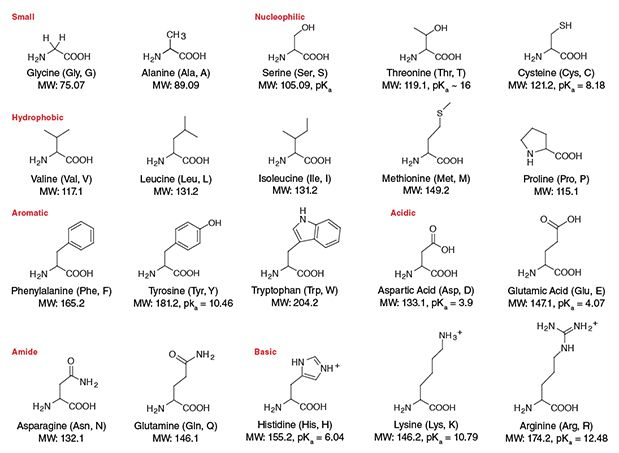 Small
Nucleophilic
H H
CH3
OH
OH
SH
H2N COOH
H2N COOH
H2N COOH
H2N COOH
H2N COOH
Glycine (Gly, G)
MW: 75.07
Alanine (Ala, A)
MW: 89.09
Serine (Ser, S)
MW: 105.09, pKa
Threonine (Thr, T)
MW: 119.1, pKa ~ 16
Cysteine (Cys, C)
MW: 121.2, pKa = 8.18
Hydrophobic
S
H2N COOH
H2N COOH
H2N COOH
H2N COOH
N H COOH
Valine (Val, V)
MW: 117.1
Leucine (Leu, L)
MW: 131.2
Isoleucine (Ile, I)
MW: 131.2
Methionine (Met, M)
MW: 149.2
Proline (Pro, P)
MW: 115.1
Aromatic
Acidic
OH
H N
O OH
O OH
H2N COOH
H2N COOH
H2N COOH
H2N COOH
H2N COOH
Phenylalanine (Phe, F)
MW: 165.2
Tyrosine (Tyr, Y)
MW: 181.2, pka = 10.46
Tryptophan (Trp, W)
MW: 204.2
Aspartic Acid (Asp, D)
MW: 133.1, pKa = 3.9
Glutamic Acid (Glu, E)
MW: 147.1, pKa = 4.07
Amide
Basic
O NH2
O NH2
HN NH +
NH3+
H2N NH2+
NH
H2N COOH
H2N COOH
H2N COOH
H2N COOH
H2N COOH
Asparagine (Asn, N)
MW: 132.1
Glutamine (Gln, Q)
MW: 146.1
Histidine (His, H)
MW: 155.2, pKa = 6.04
Lysine (Lys, K)
MW: 146.2, pKa = 10.79
Arginine (Arg, R)
MW: 174.2, pKa = 12.48